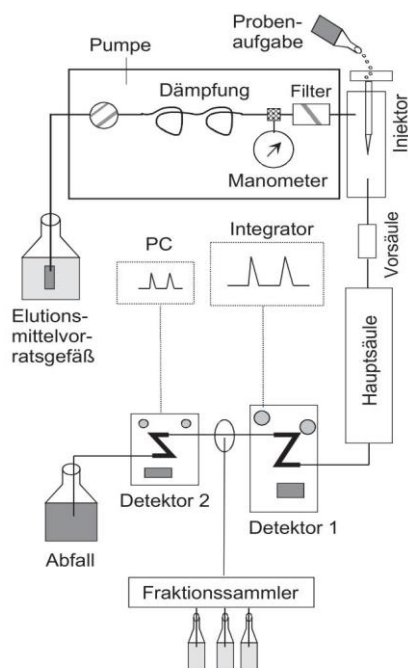 Proben-
aufgabe
Pumpe
Dämpfung
Filter
Manometer
Injektor
Vorsäule
Hauptsäule
PC
Integrator
Elutions-
mittelvor-
ratsgefäß
Detektor 2
Detektor 1
Abfall
Fraktionssammler